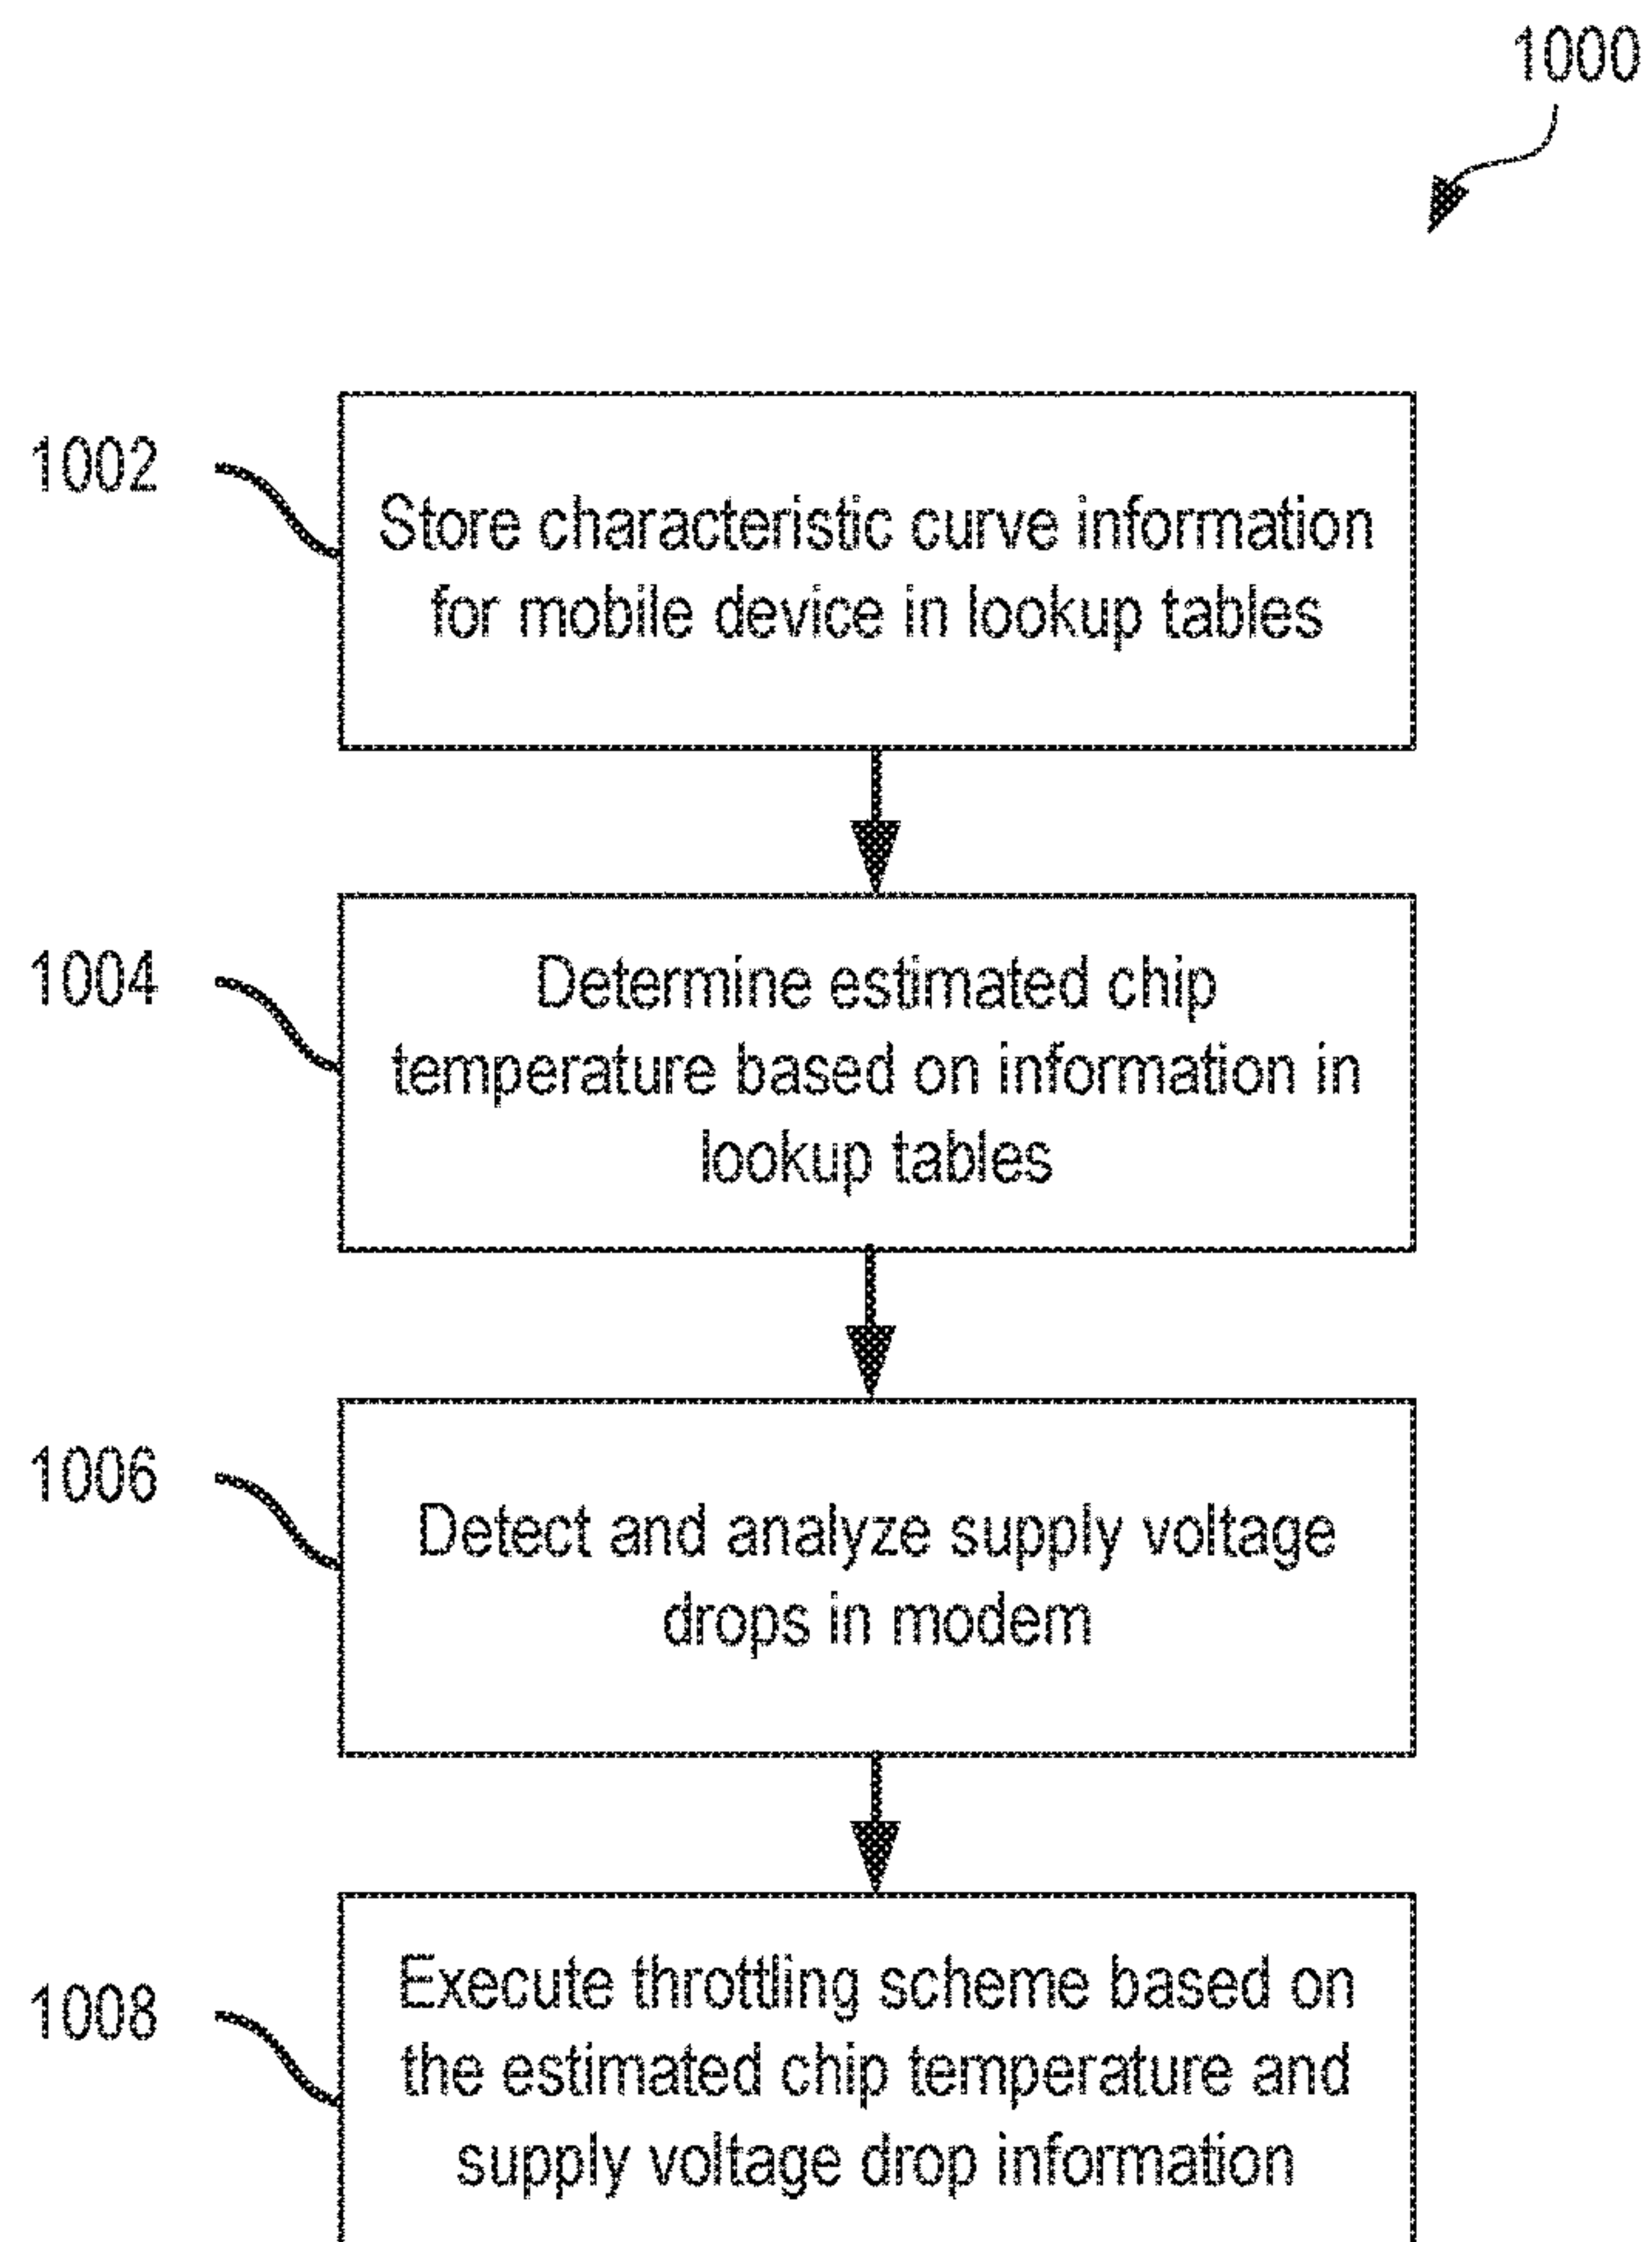 1000
1002
Store characteristic curve information
for mobile device in lookup tables
1004
Determine estimated chip
temperature based on information in
lookup tables
1006
Detect and analyze supply voltage
drops in modem
1008
Execute throttling scheme based on
the estimated chip temperature and
supply voltage drop information